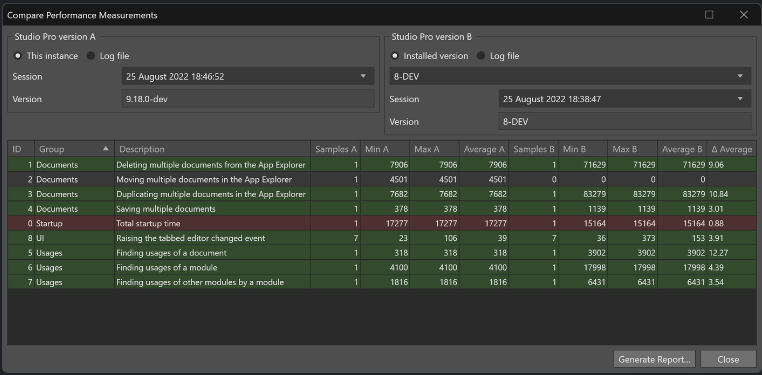 Compare Performance Measurements
Studio Pro version A
This instance Log file
Session 25 August 2022 18:46:52
Version 9.18.0-dev
Studio Pro version B
Installed version Log file
8-DEV
Session 25 August 2022 18:38:47
Version 8-DEV
ID Group Description Samples A Min A Max A Average A Samples B Min B Max B Average B Δ Average
1 Documents Deleting multiple documents from the App Explorer 1 7906 7906 7906 1 71629 71629 71629 9.06
2 Documents Moving multiple documents in the App Explorer 1 4501 4501 4501 0 0 0 0
3 Documents Duplicating multiple documents in the App Explorer 1 7682 7682 7682 1 83279 83279 83279 10.84
4 Documents Saving multiple documents 1 378 378 378 1 1139 1139 1139 3.01
0 Startup Total startup time 1 17277 17277 17277 1 15164 15164 15164 0.88
8 UI Raising the tabbed editor changed event 7 23 106 39 7 36 373 153 3.91
5 Usages Finding usages of a document 1 318 318 318 1 3902 3902 3902 12.27
6 Usages Finding usages of a module 1 4100 4100 4100 1 17998 17998 17998 4.39
7 Usages Finding usages of other modules by a module 1 1816 1816 1816 1 6431 6431 6431 3.54
Generate Report... Close